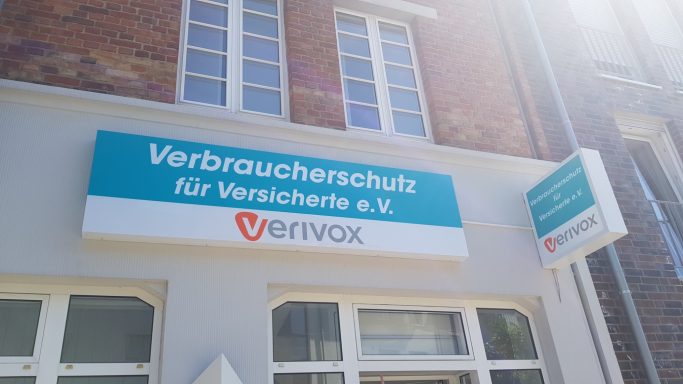 Verbraucherschutz
für Versicherte e.V.
Verivox
Verbraucherschutz
für
Versicherte e.V.
Verivox